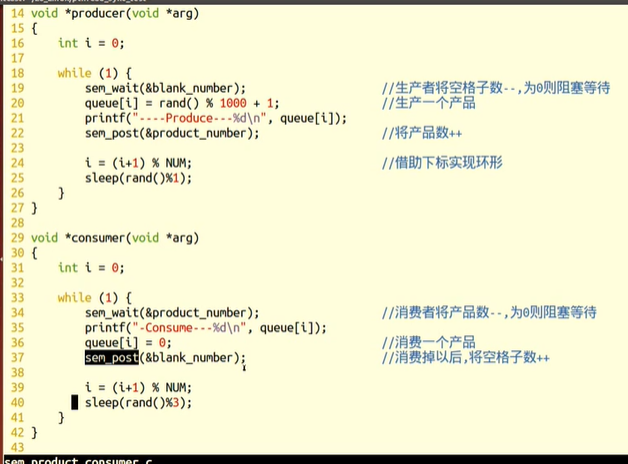 14 void *producer(void *arg)
15 {
16 int i = 0;
17
18 while (1) {
19 sem_wait(&blank_number); //生产者将空格子数--,为0则阻塞等待
20 queue[i] = rand() % 1000 + 1; //生产一个产品
21 printf("----Produce---%d\n", queue[i]);
22 sem_post(&product_number); //将产品数++
23
24 i = (i+1) % NUM; //借助下标实现环形
25 sleep(rand()%1);
26 }
27 }
28
29 void *consumer(void *arg)
30 {
31 int i = 0;
32
33 while (1) {
34 sem_wait(&product_number); //消费者将产品数--,为0则阻塞等待
35 printf("-Consume---%d\n", queue[i]);
36 queue[i] = 0; //消费一个产品
37 sem_post(&blank_number); //消费掉以后,将空格子数++
38
39 i = (i+1) % NUM;
40 sleep(rand()%3);
41 }
42 }
43
sem_product_consumer.c